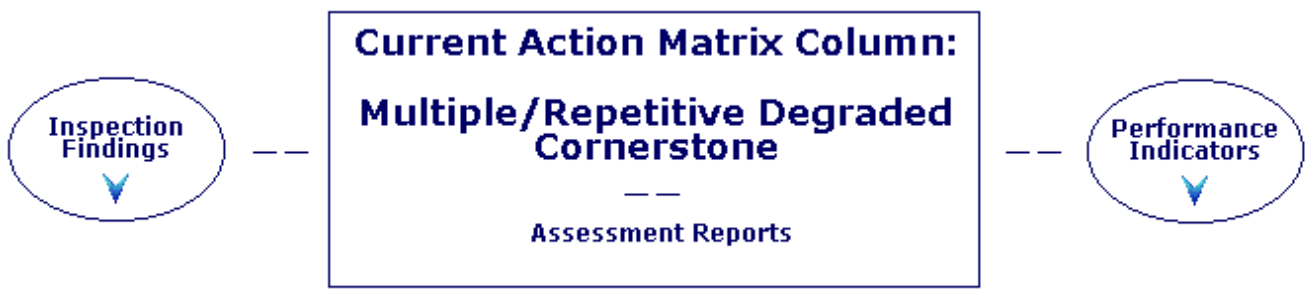 Current Action Matrix Column:
Multiple/Repetitive Degraded
Cornerstone
Assessment Reports
Inspection
Findings
Performance
Indicators